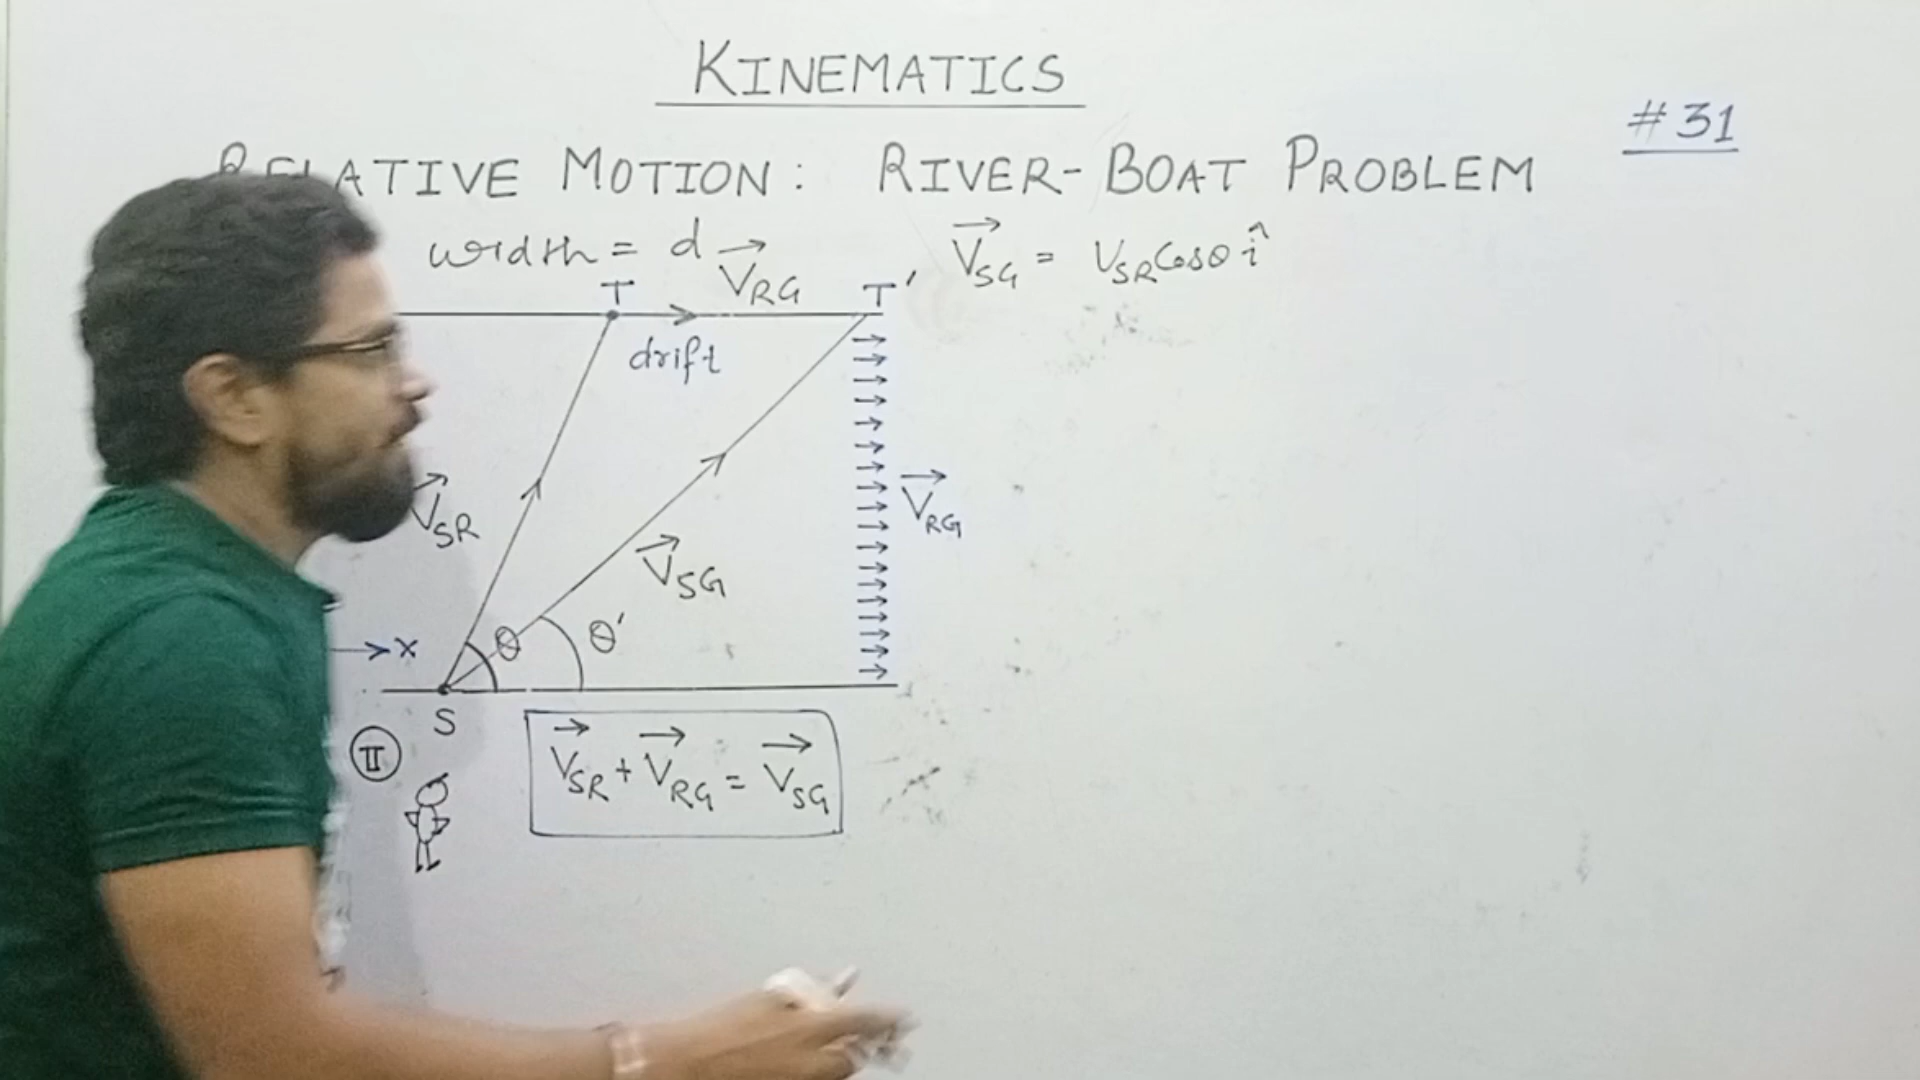 KINEMATICS
#31
RELATIVE MOTION: RIVER-BOAT PROBLEM
width = d
V⃗RG
V⃗SG = VSR Cosθ î
T
T'
drift
V⃗SR
V⃗RG
V⃗SG
θ
θ'
x
S
II
V⃗SR + V⃗RG = V⃗SG